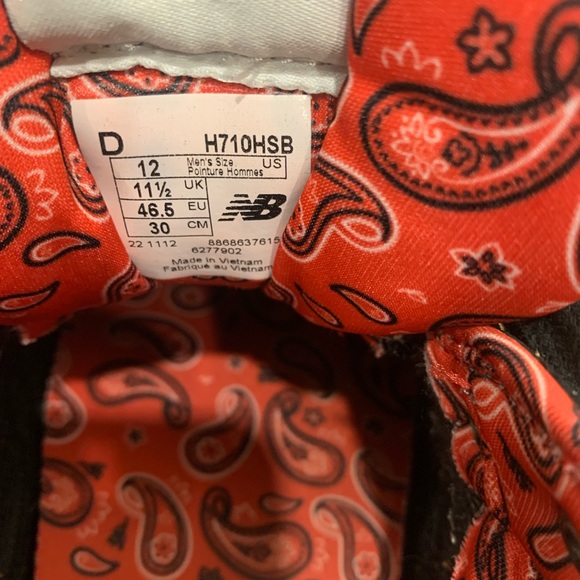 D H710HSB
12 Men's Size US
Pointure Hommes
11½ UK
46.5 EU
30 CM
NB
22 1112 8868637615
6277902
Made in Vietnam
Fabriqué au Vietnam